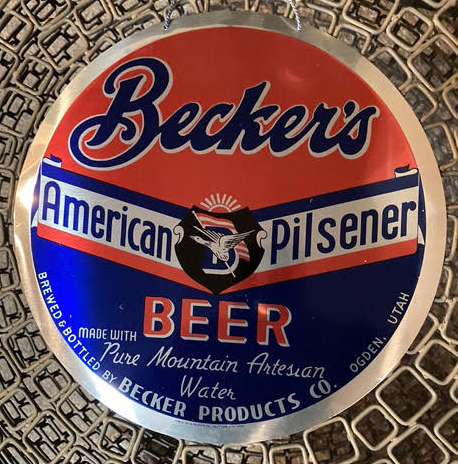 Becker's
American Pilsener
B
BEER
MADE WITH
Pure Mountain Artesian
Water
BREWED & BOTTLED BY BECKER PRODUCTS CO. OGDEN, UTAH